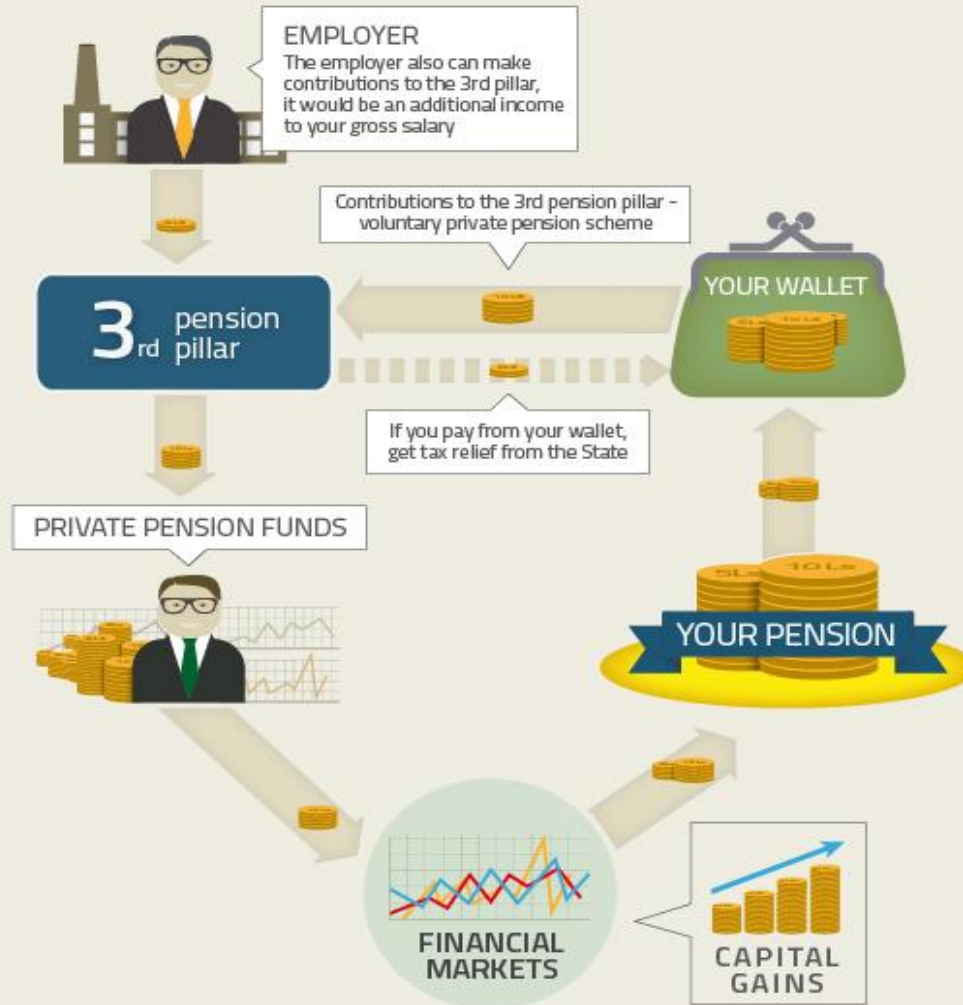 EMPLOYER
The employer also can make
contributions to the 3rd pillar,
it would be an additional income
to your gross salary
Contributions to the 3rd pension pillar -
voluntary private pension scheme
YOUR WALLET
3rd pension
pillar
If you pay from your wallet,
get tax relief from the State
PRIVATE PENSION FUNDS
5Ls
10Ls
YOUR PENSION
FINANCIAL
MARKETS
CAPITAL
GAINS